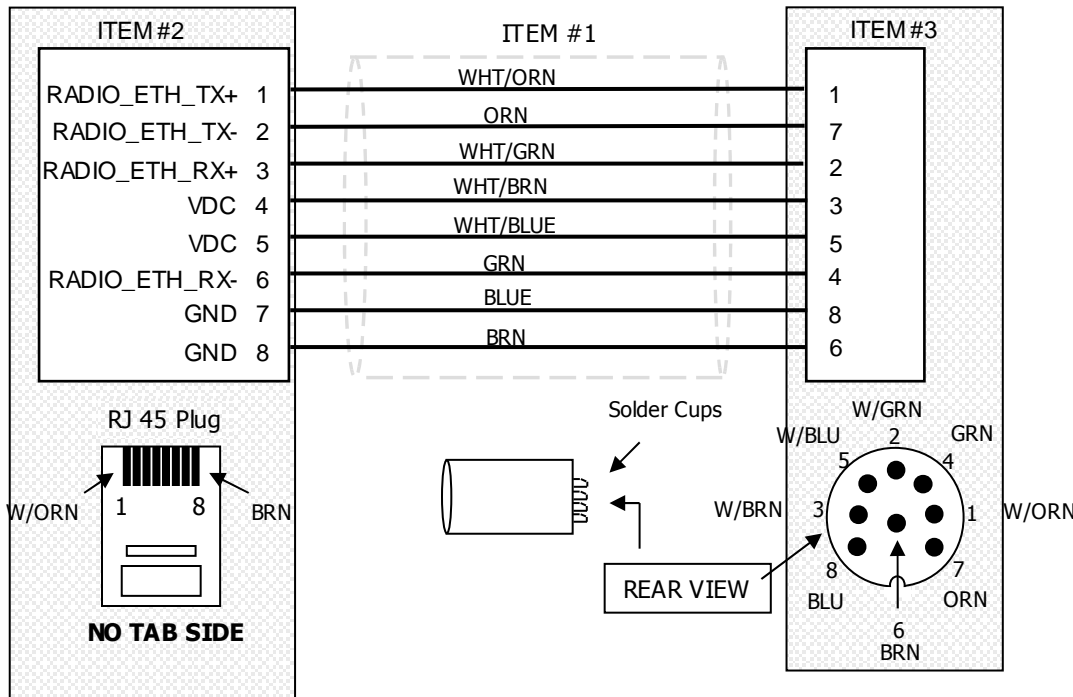 ITEM #2
ITEM #1
ITEM #3
RADIO_ETH_TX+ 1 WHT/ORN 1
RADIO_ETH_TX- 2 ORN 7
RADIO_ETH_RX+ 3 WHT/GRN 2
VDC 4 WHT/BRN 3
VDC 5 WHT/BLUE 5
RADIO_ETH_RX- 6 GRN 4
GND 7 BLUE 8
GND 8 BRN 6
RJ 45 Plug
W/ORN 1 8 BRN
NO TAB SIDE
Solder Cups
REAR VIEW
W/GRN
2
W/BLU
5
GRN
4
W/BRN 3
1 W/ORN
8
BLU
7
ORN
6
BRN